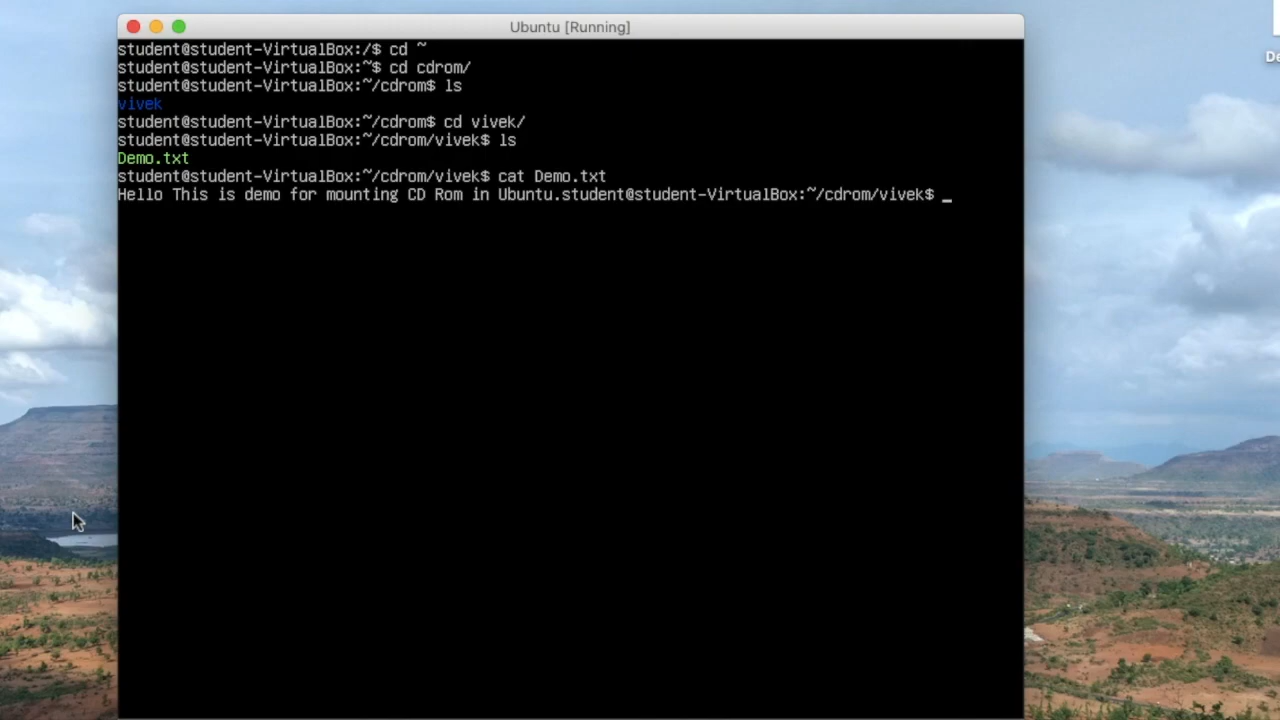 Ubuntu [Running]
De
student@student-VirtualBox:/$ cd ~
student@student-VirtualBox:~$ cd cdrom/
student@student-VirtualBox:~/cdrom$ ls
vivek
student@student-VirtualBox:~/cdrom$ cd vivek/
student@student-VirtualBox:~/cdrom/vivek$ ls
Demo.txt
student@student-VirtualBox:~/cdrom/vivek$ cat Demo.txt
Hello This is demo for mounting CD Rom in Ubuntu.student@student-VirtualBox:~/cdrom/vivek$ _